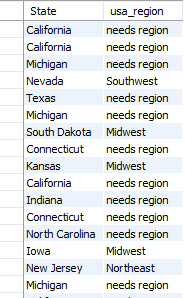 State usa_region
California needs region
California needs region
Michigan needs region
Nevada Southwest
Texas needs region
Michigan needs region
South Dakota Midwest
Connecticut needs region
Kansas Midwest
California needs region
Indiana needs region
Connecticut needs region
North Carolina needs region
Iowa Midwest
New Jersey Northeast
Michigan needs region